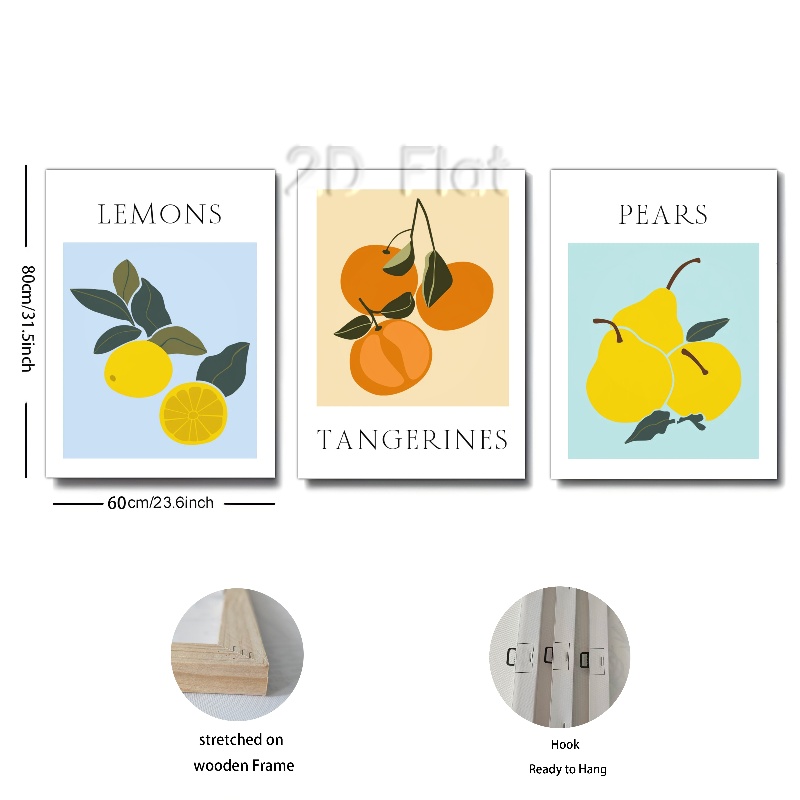 2D Flat
LEMONS
PEARS
TANGERINES
80cm/31.5inch
60cm/23.6inch
stretched on
wooden Frame
Hook
Ready to Hang